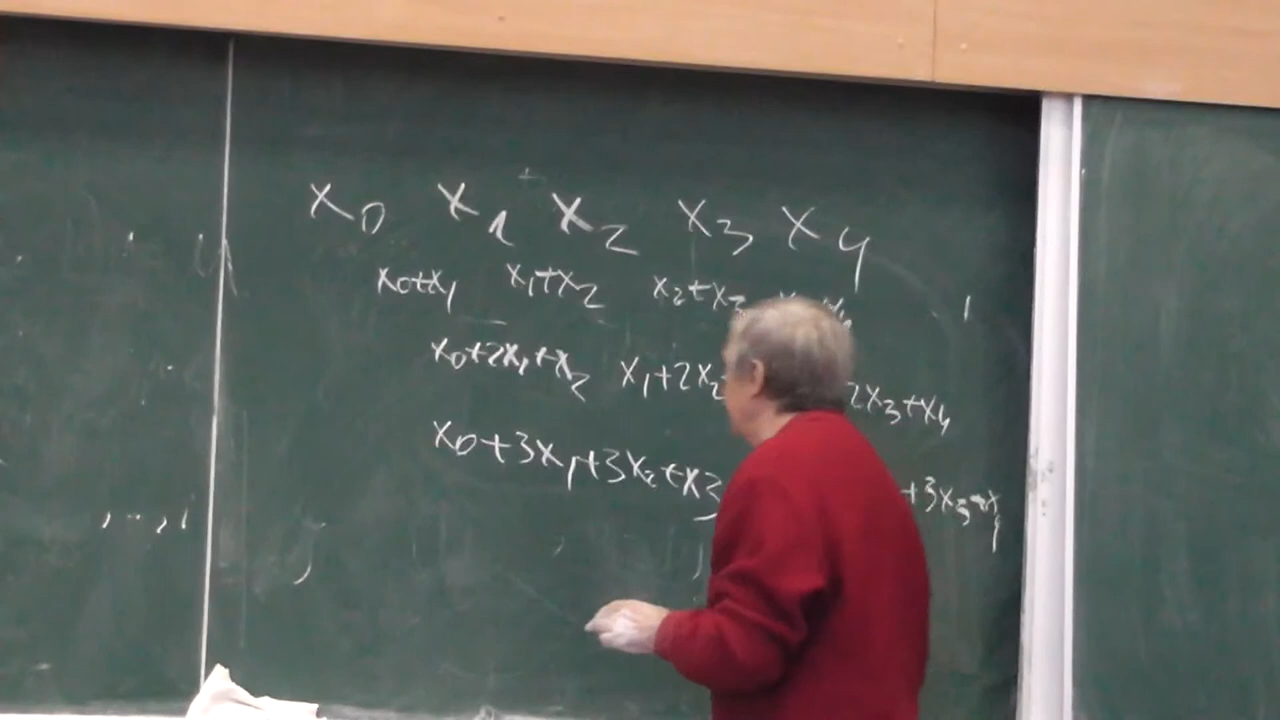 x₀ x₁ x₂ x₃ x₄
x₀+x₁ x₁+x₂ x₂+x₃
x₀+2x₁+x₂ x₁+2x₂ 2x₃+x₄
x₀+3x₁+3x₂+x₃ +3x₃+x₄